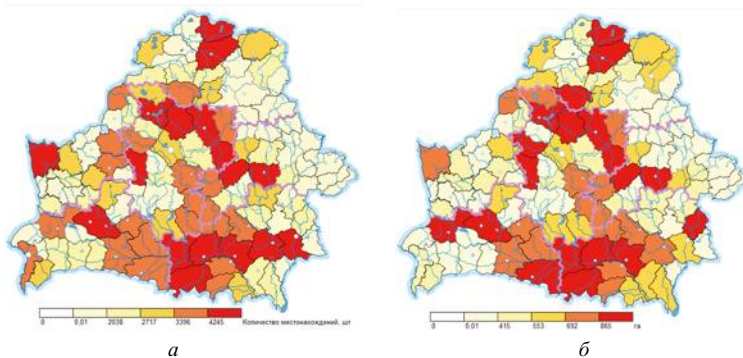 0 0,01 2038 2717 3396 4245 Количество местонахождений, шт
0 0,01 415 553 692 865 га
а
б